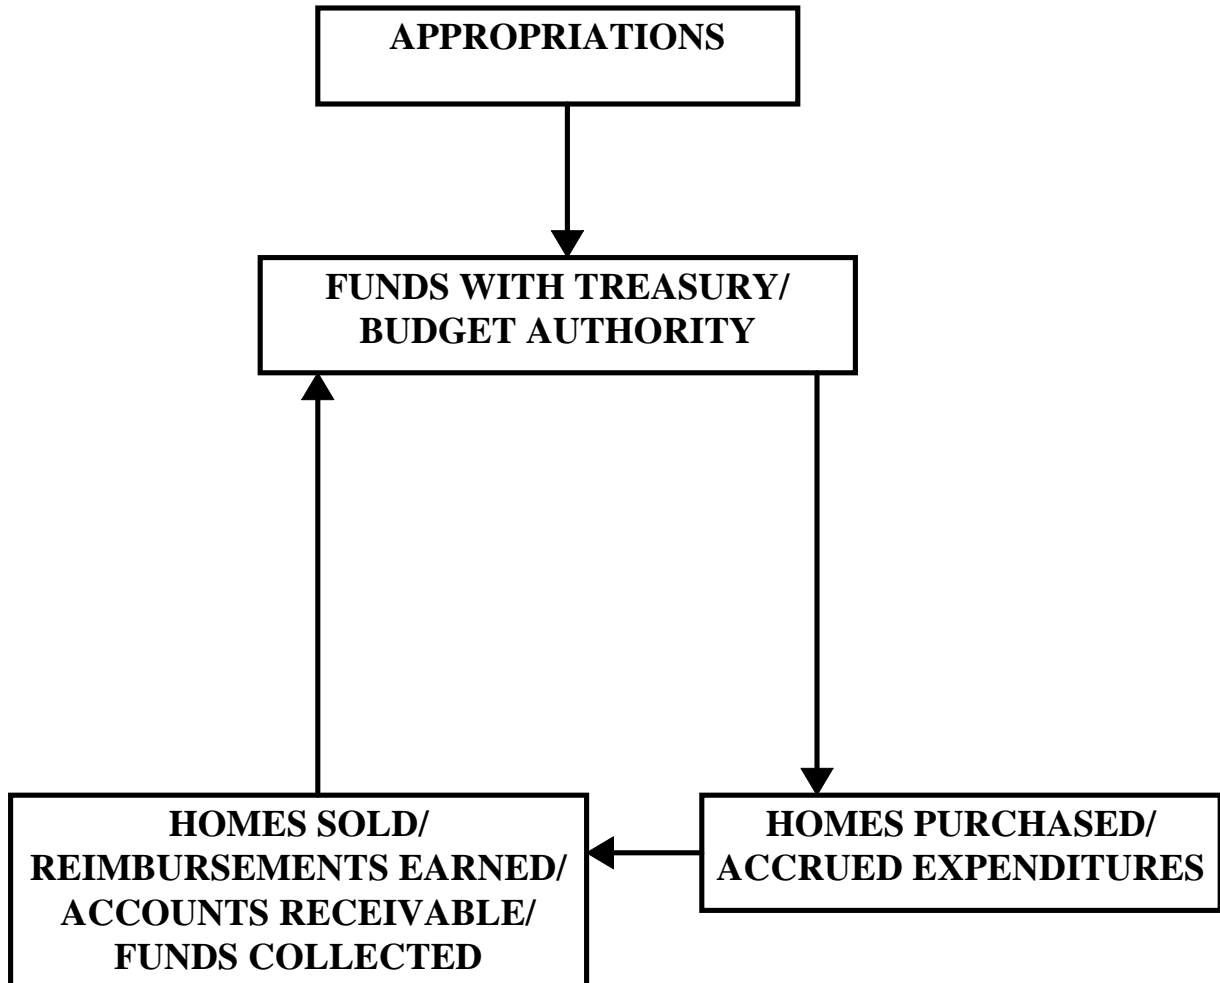 APPROPRIATIONS
FUNDS WITH TREASURY/
BUDGET AUTHORITY
HOMES SOLD/
REIMBURSEMENTS EARNED/
ACCOUNTS RECEIVABLE/
FUNDS COLLECTED
HOMES PURCHASED/
ACCRUED EXPENDITURES